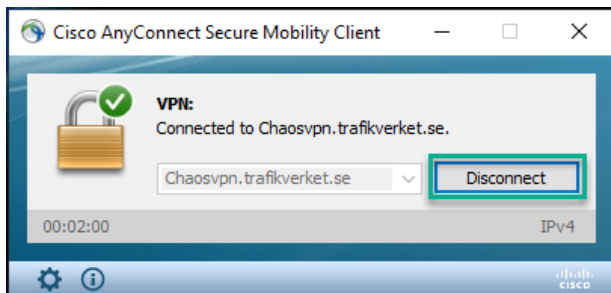 Cisco AnyConnect Secure Mobility Client
VPN:
Connected to Chaosvpn.trafikverket.se.
Chaosvpn.trafikverket.se
Disconnect
00:02:00
IPv4
CISCO